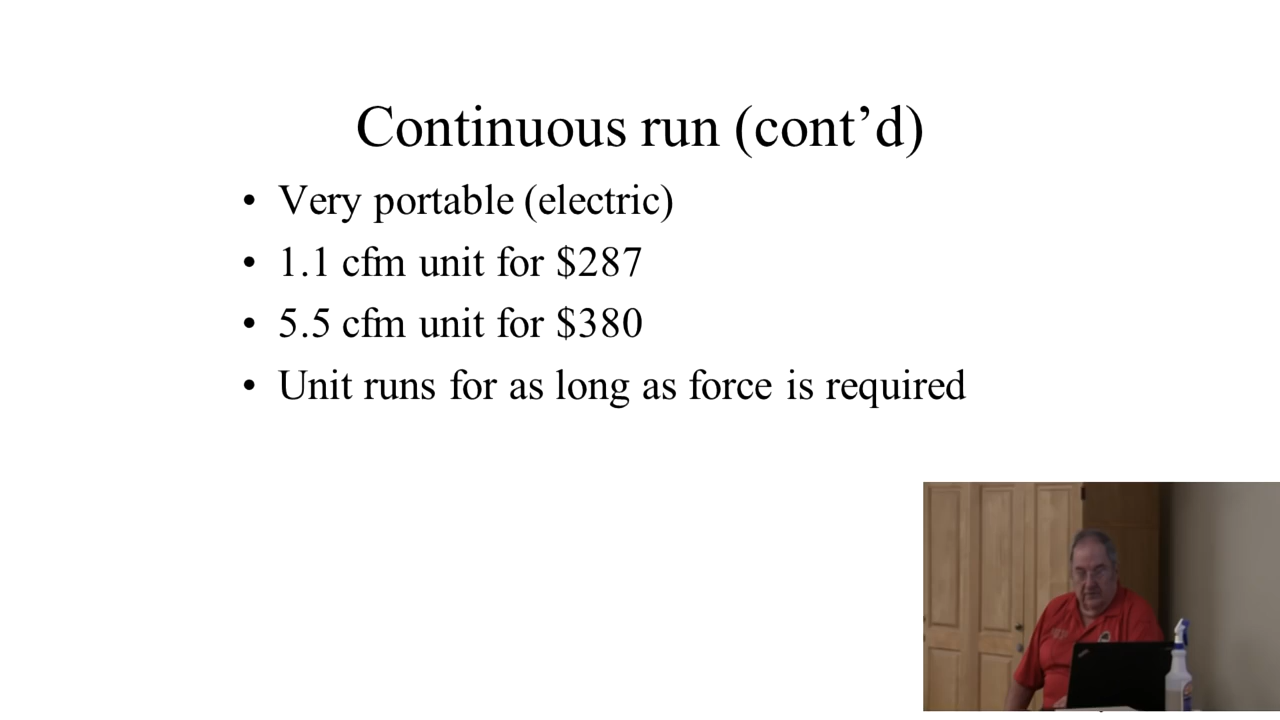 Continuous run (cont’d)
• Very portable (electric)
• 1.1 cfm unit for $287
• 5.5 cfm unit for $380
• Unit runs for as long as force is required